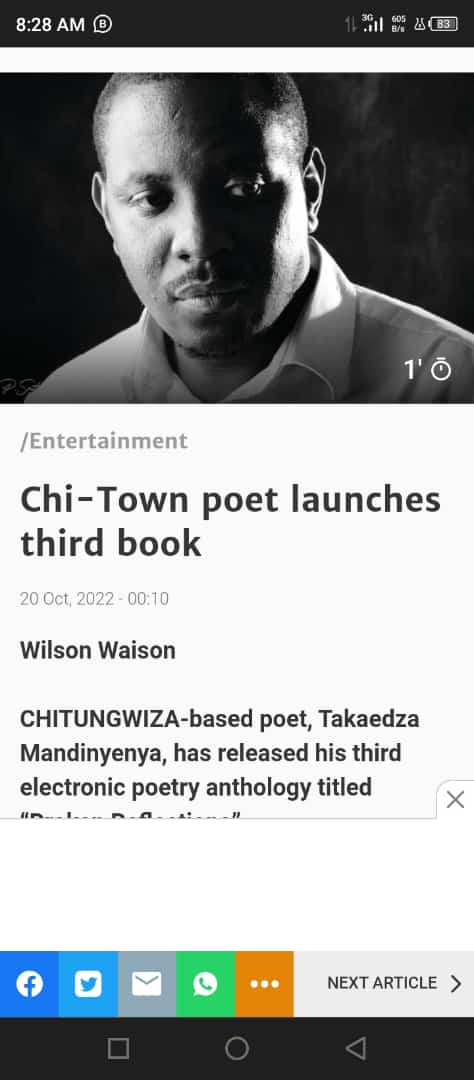 8:28 AM
3G
605
B/s
83
1'
/Entertainment
Chi-Town poet launches
third book
20 Oct, 2022 - 00:10
Wilson Waison
CHITUNGWIZA-based poet, Takaedza
Mandinyenya, has released his third
electronic poetry anthology titled
NEXT ARTICLE